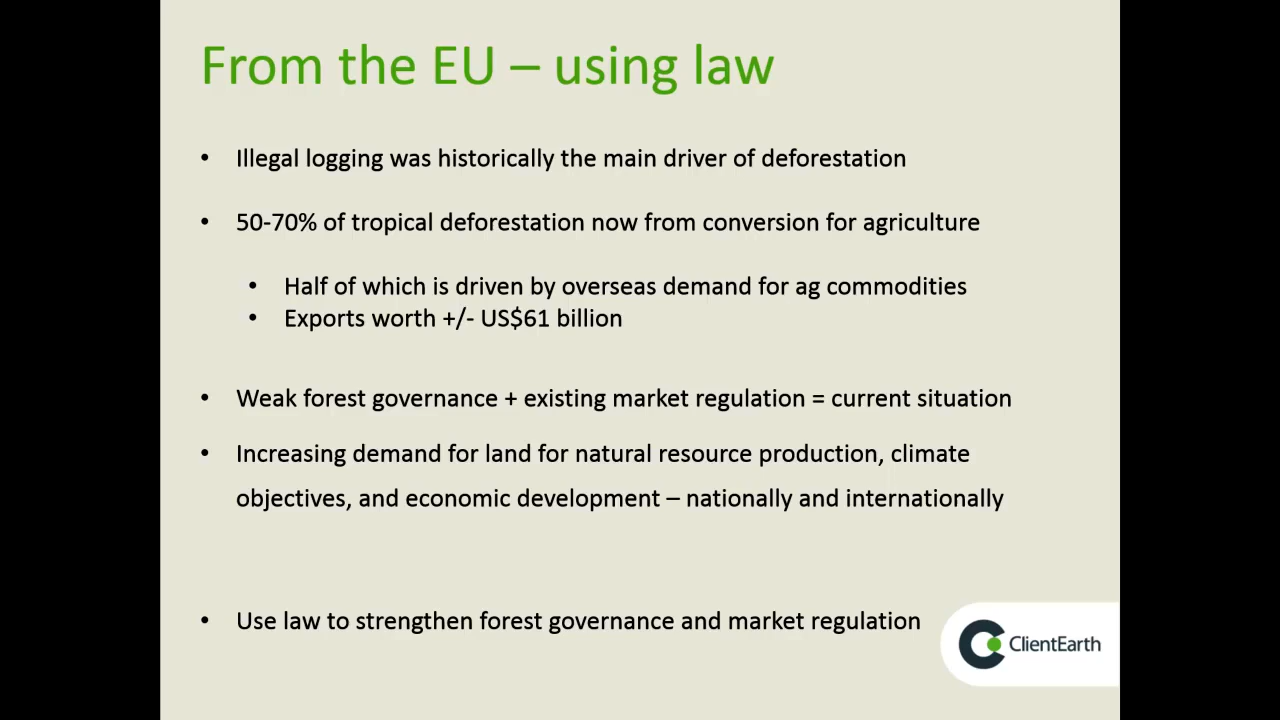 From the EU – using law
• Illegal logging was historically the main driver of deforestation
• 50-70% of tropical deforestation now from conversion for agriculture
• Half of which is driven by overseas demand for ag commodities
• Exports worth +/- US$61 billion
• Weak forest governance + existing market regulation = current situation
• Increasing demand for land for natural resource production, climate
objectives, and economic development – nationally and internationally
• Use law to strengthen forest governance and market regulation
ClientEarth